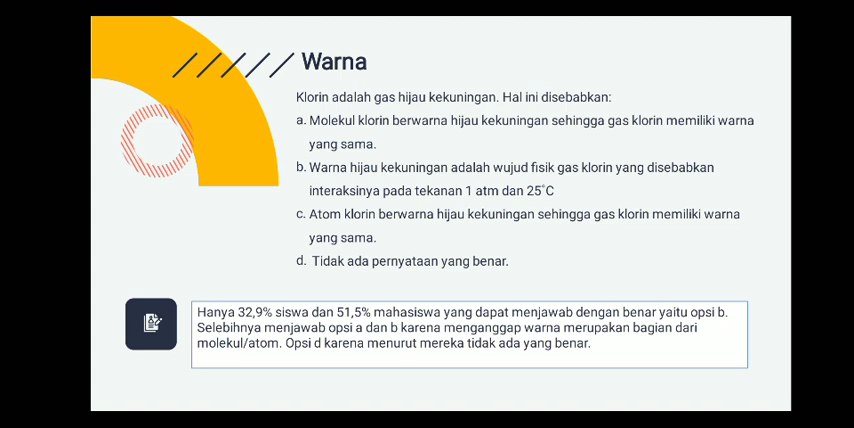 Warna
Klorin adalah gas hijau kekuningan. Hal ini disebabkan:
a. Molekul klorin berwarna hijau kekuningan sehingga gas klorin memiliki warna
yang sama.
b. Warna hijau kekuningan adalah wujud fisik gas klorin yang disebabkan
interaksinya pada tekanan 1 atm dan 25°C
c. Atom klorin berwarna hijau kekuningan sehingga gas klorin memiliki warna
yang sama.
d. Tidak ada pernyataan yang benar.
Hanya 32,9% siswa dan 51,5% mahasiswa yang dapat menjawab dengan benar yaitu opsi b.
Selebihnya menjawab opsi a dan b karena menganggap warna merupakan bagian dari
molekul/atom. Opsi d karena menurut mereka tidak ada yang benar.